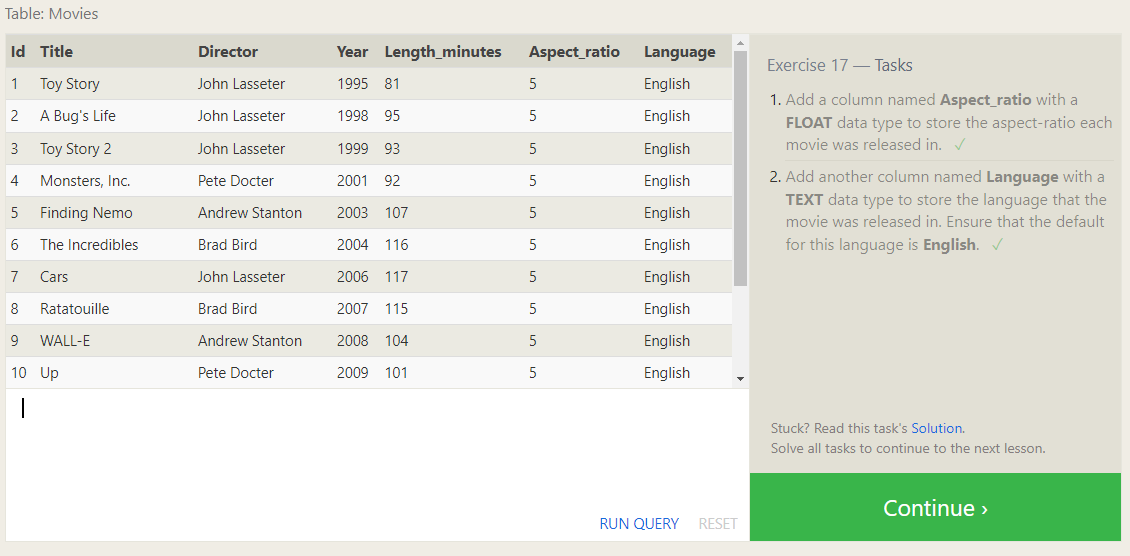 Table: Movies
Id Title Director Year Length_minutes Aspect_ratio Language
1 Toy Story John Lasseter 1995 81 5 English
2 A Bug's Life John Lasseter 1998 95 5 English
3 Toy Story 2 John Lasseter 1999 93 5 English
4 Monsters, Inc. Pete Docter 2001 92 5 English
5 Finding Nemo Andrew Stanton 2003 107 5 English
6 The Incredibles Brad Bird 2004 116 5 English
7 Cars John Lasseter 2006 117 5 English
8 Ratatouille Brad Bird 2007 115 5 English
9 WALL-E Andrew Stanton 2008 104 5 English
10 Up Pete Docter 2009 101 5 English
RUN QUERY RESET
Exercise 17 — Tasks
1. Add a column named Aspect_ratio with a
FLOAT data type to store the aspect-ratio each
movie was released in. ✓
2. Add another column named Language with a
TEXT data type to store the language that the
movie was released in. Ensure that the default
for this language is English. ✓
Stuck? Read this task's Solution.
Solve all tasks to continue to the next lesson.
Continue ›